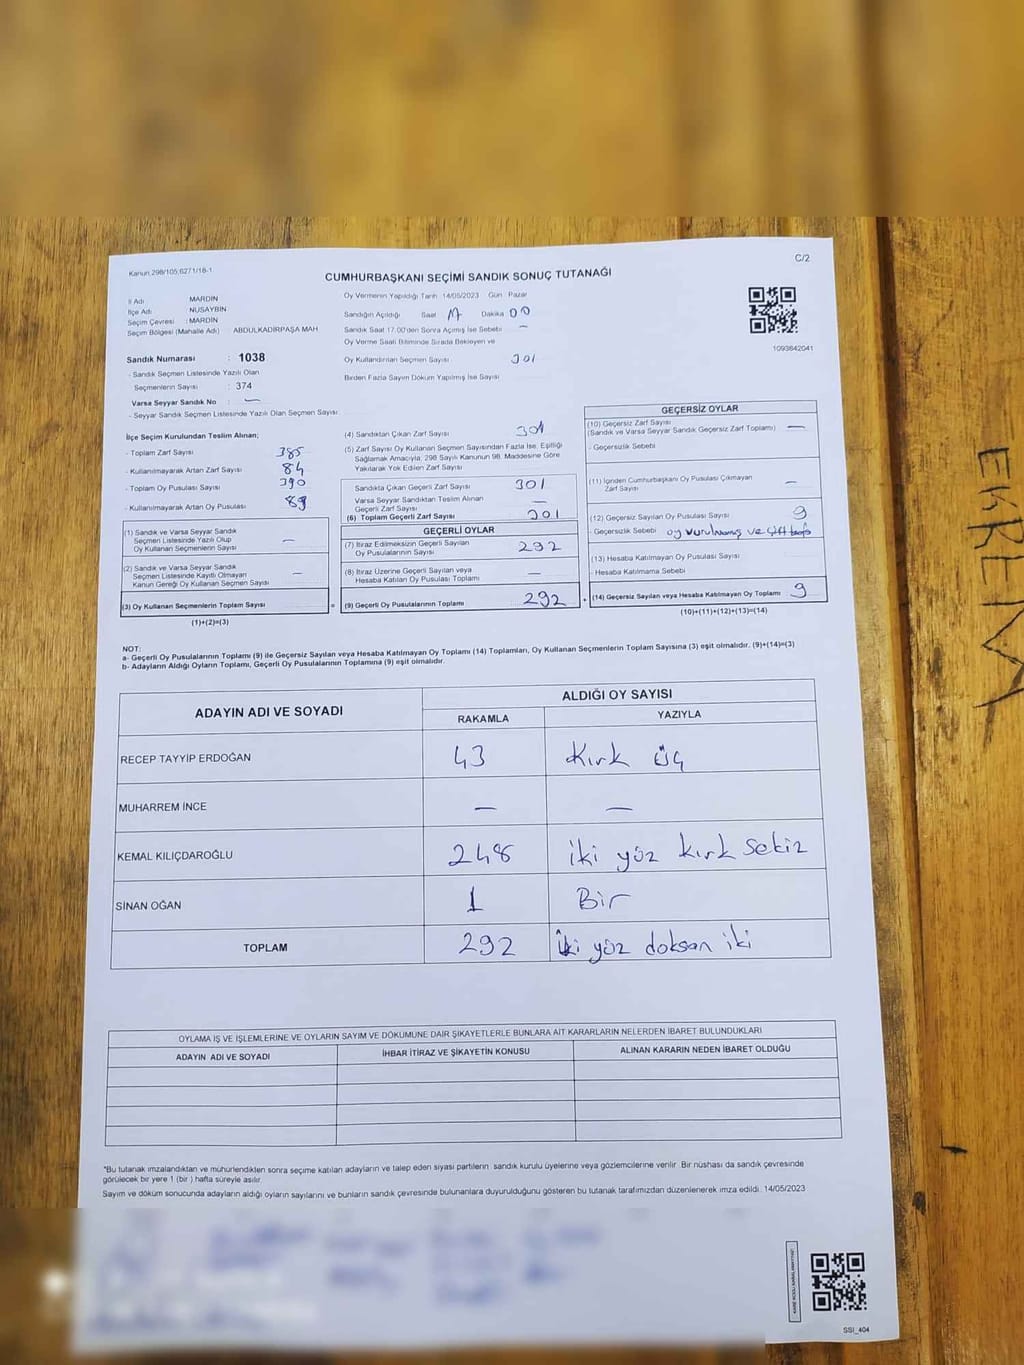 Kanun;298/105;6271/18-1
C/2
CUMHURBAŞKANI SEÇİMİ SANDIK SONUÇ TUTANAĞI
İl Adı MARDİN
İlçe Adı : NUSAYBİN
Seçim Çevresi : MARDİN
Seçim Bölgesi (Mahalle Adı) : ABDULKADİRPAŞA MAH
Sandık Numarası : 1038
- Sandık Seçmen Listesinde Yazılı Olan
Seçmenlerin Sayısı : 374
Varsa Seyyar Sandık No : —
- Seyyar Sandık Seçmen Listesinde Yazılı Olan Seçmen Sayısı:
Oy Vermenin Yapıldığı Tarih :14/05/2023 Gün : Pazar
Sandığın Açıldığı Saat 17 Dakika 00
Sandık Saat 17.00'den Sonra Açılmış İse Sebebi: —
Oy Verme Saati Bitiminde Sırada Bekleyen ve
Oy Kullandırılan Seçmen Sayısı 301
Birden Fazla Sayım Döküm Yapılmış İse Sayısı
1093642041
İlçe Seçim Kurulundan Teslim Alınan;
- Toplam Zarf Sayısı 385
- Kullanılmayarak Artan Zarf Sayısı 84
- Toplam Oy Pusulası Sayısı 390
- Kullanılmayarak Artan Oy Pusulası 89
(1) Sandık ve Varsa Seyyar Sandık
Seçmen Listesinde Yazılı Olup
Oy Kullanan Seçmenlerin Sayısı —
(2) Sandık ve Varsa Seyyar Sandık
Seçmen Listesinde Kayıtlı Olmayan
Kanun Gereği Oy Kullanan Seçmen Sayısı —
(3) Oy Kullanan Seçmenlerin Toplam Sayısı
(1)+(2)=(3)
=
(4) Sandıktan Çıkan Zarf Sayısı 301
(5) Zarf Sayısı Oy Kullanan Seçmen Sayısından Fazla İse, Eşitliği
Sağlamak Amacıyla; 298 Sayılı Kanunun 98. Maddesine Göre
Yakılarak Yok Edilen Zarf Sayısı
Sandıkta Çıkan Geçerli Zarf Sayısı 301
Varsa Seyyar Sandıktan Teslim Alınan
Geçerli Zarf Sayısı —
(6) Toplam Geçerli Zarf Sayısı 301
GEÇERLİ OYLAR
(7) İtiraz Edilmeksizin Geçerli Sayılan
Oy Pusulalarının Sayısı 292
(8) İtiraz Üzerine Geçerli Sayılan veya
Hesaba Katılan Oy Pusulası Toplamı —
(9) Geçerli Oy Pusulalarının Toplamı 292
+
GEÇERSİZ OYLAR
(10) Geçersiz Zarf Sayısı
(Sandık ve Varsa Seyyar Sandık Geçersiz Zarf Toplamı) —
- Geçersizlik Sebebi
(11) İçinden Cumhurbaşkanı Oy Pusulası Çıkmayan
Zarf Sayısı —
(12) Geçersiz Sayılan Oy Pusulası Sayısı 9
- Geçersizlik Sebebi oy vurulmamış ve çift
(13) Hesaba Katılmayan Oy Pusulası Sayısı
- Hesaba Katılmama Sebebi
(14) Geçersiz Sayılan veya Hesaba Katılmayan Oy Toplamı 9
(10)+(11)+(12)+(13)=(14)
NOT:
a- Geçerli Oy Pusulalarının Toplamı (9) ile Geçersiz Sayılan veya Hesaba Katılmayan Oy Toplamı (14) Toplamları, Oy Kullanan Seçmenlerin Toplam Sayısına (3) eşit olmalıdır. (9)+(14)=(3)
b- Adayların Aldığı Oyların Toplamı, Geçerli Oy Pusulalarının Toplamına (9) eşit olmalıdır.
ADAYIN ADI VE SOYADI
ALDIĞI OY SAYISI
RAKAMLA YAZIYLA
RECEP TAYYİP ERDOĞAN 43 Kırk üç
MUHARREM İNCE — —
KEMAL KILIÇDAROĞLU 248 iki yüz kırk sekiz
SİNAN OĞAN 1 Bir
TOPLAM 292 iki yüz doksan iki
OYLAMA İŞ VE İŞLEMLERİNE VE OYLARIN SAYIM VE DÖKÜMÜNE DAİR ŞİKAYETLERLE BUNLARA AİT KARARLARIN NELERDEN İBARET BULUNDUKLARI
ADAYIN ADI VE SOYADI İHBAR İTİRAZ VE ŞİKAYETİN KONUSU ALINAN KARARIN NEDEN İBARET OLDUĞU
*Bu tutanak imzalandıktan ve mühürlendikten sonra seçime katılan adayların ve talep eden siyasi partilerin sandık kurulu üyelerine veya gözlemcilerine verilir. Bir nüshası da sandık çevresinde
görülecek bir yere 1 (bir ) hafta süreyle asılır.
Sayım ve döküm sonucunda adayların aldığı oyların sayılarını ve bunların sandık çevresinde bulunanlara duyurulduğunu gösteren bu tutanak tarafımızdan düzenlenerek imza edildi. 14/05/2023
SSI_404
EKREM